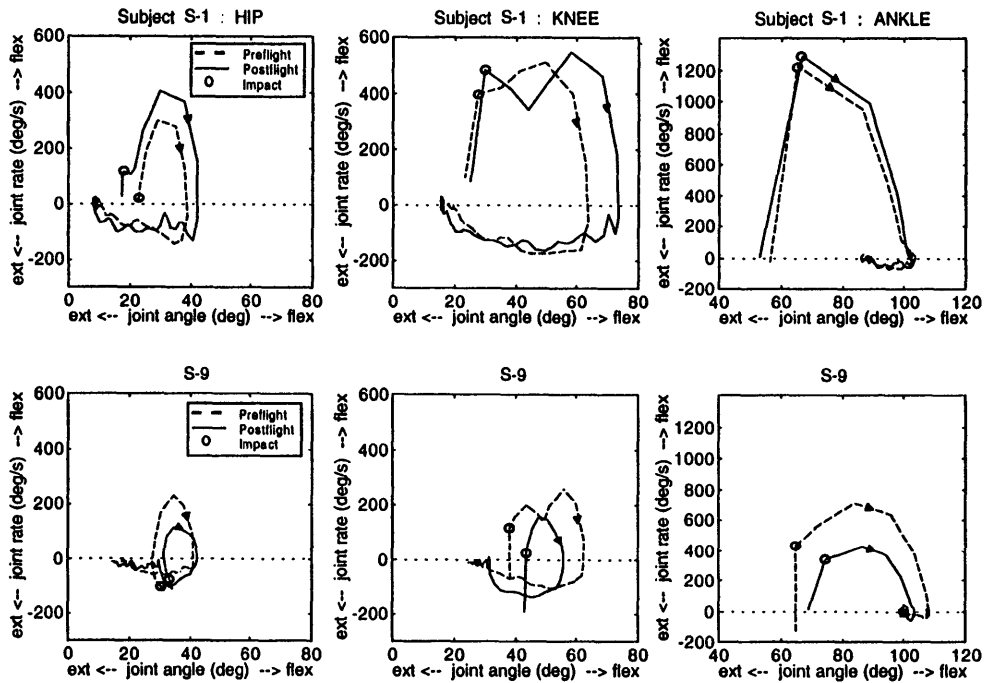 Subject S-1 : HIP
ext <-- joint rate (deg/s) --> flex
600
400
200
0
-200
0 20 40 60 80
ext <-- joint angle (deg) --> flex
Preflight
Postflight
Impact
Subject S-1 : KNEE
ext <-- joint rate (deg/s) --> flex
600
400
200
0
-200
0 20 40 60 80
ext <-- joint angle (deg) --> flex
Subject S-1 : ANKLE
ext <-- joint rate (deg/s) --> flex
1200
1000
800
600
400
200
0
-200
40 60 80 100 120
ext <-- joint angle (deg) --> flex
S-9
ext <-- joint rate (deg/s) --> flex
600
400
200
0
-200
0 20 40 60 80
ext <-- joint angle (deg) --> flex
Preflight
Postflight
Impact
S-9
ext <-- joint rate (deg/s) --> flex
600
400
200
0
-200
0 20 40 60 80
ext <-- joint angle (deg) --> flex
S-9
ext <-- joint rate (deg/s) --> flex
1200
1000
800
600
400
200
0
-200
40 60 80 100 120
ext <-- joint angle (deg) --> flex